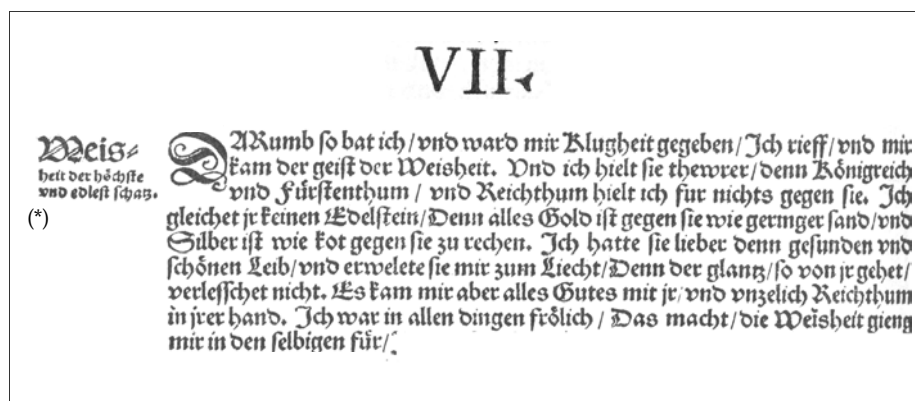 VII.
Weis-
heit der höchste
vnd edlest schatz.
(*)
DARumb so bat ich/vnd ward mir Klugheit gegeben/Jch rieff/vnd mir
kam der geist der Weisheit. Vnd ich hielt sie thewrer/denn Königreich
vnd Fürstenthum / vnd Reichthum hielt ich fur nichts gegen sie. Jch
gleichet jr keinen Edelstein/Denn alles Gold ist gegen sie wie geringer sand/vnd
Silber ist wie kot gegen sie zu rechen. Jch hatte sie lieber denn gesunden vnd
schönen Leib/vnd erwelete sie mir zum Liecht/Denn der glantz/so von jr gehet/
verlesschet nicht. Es kam mir aber alles Gutes mit jr/vnd vnzelich Reichthum
in jrer hand. Jch war in allen dingen frölich / Das macht/die Weisheit gieng
mir in den selbigen für/